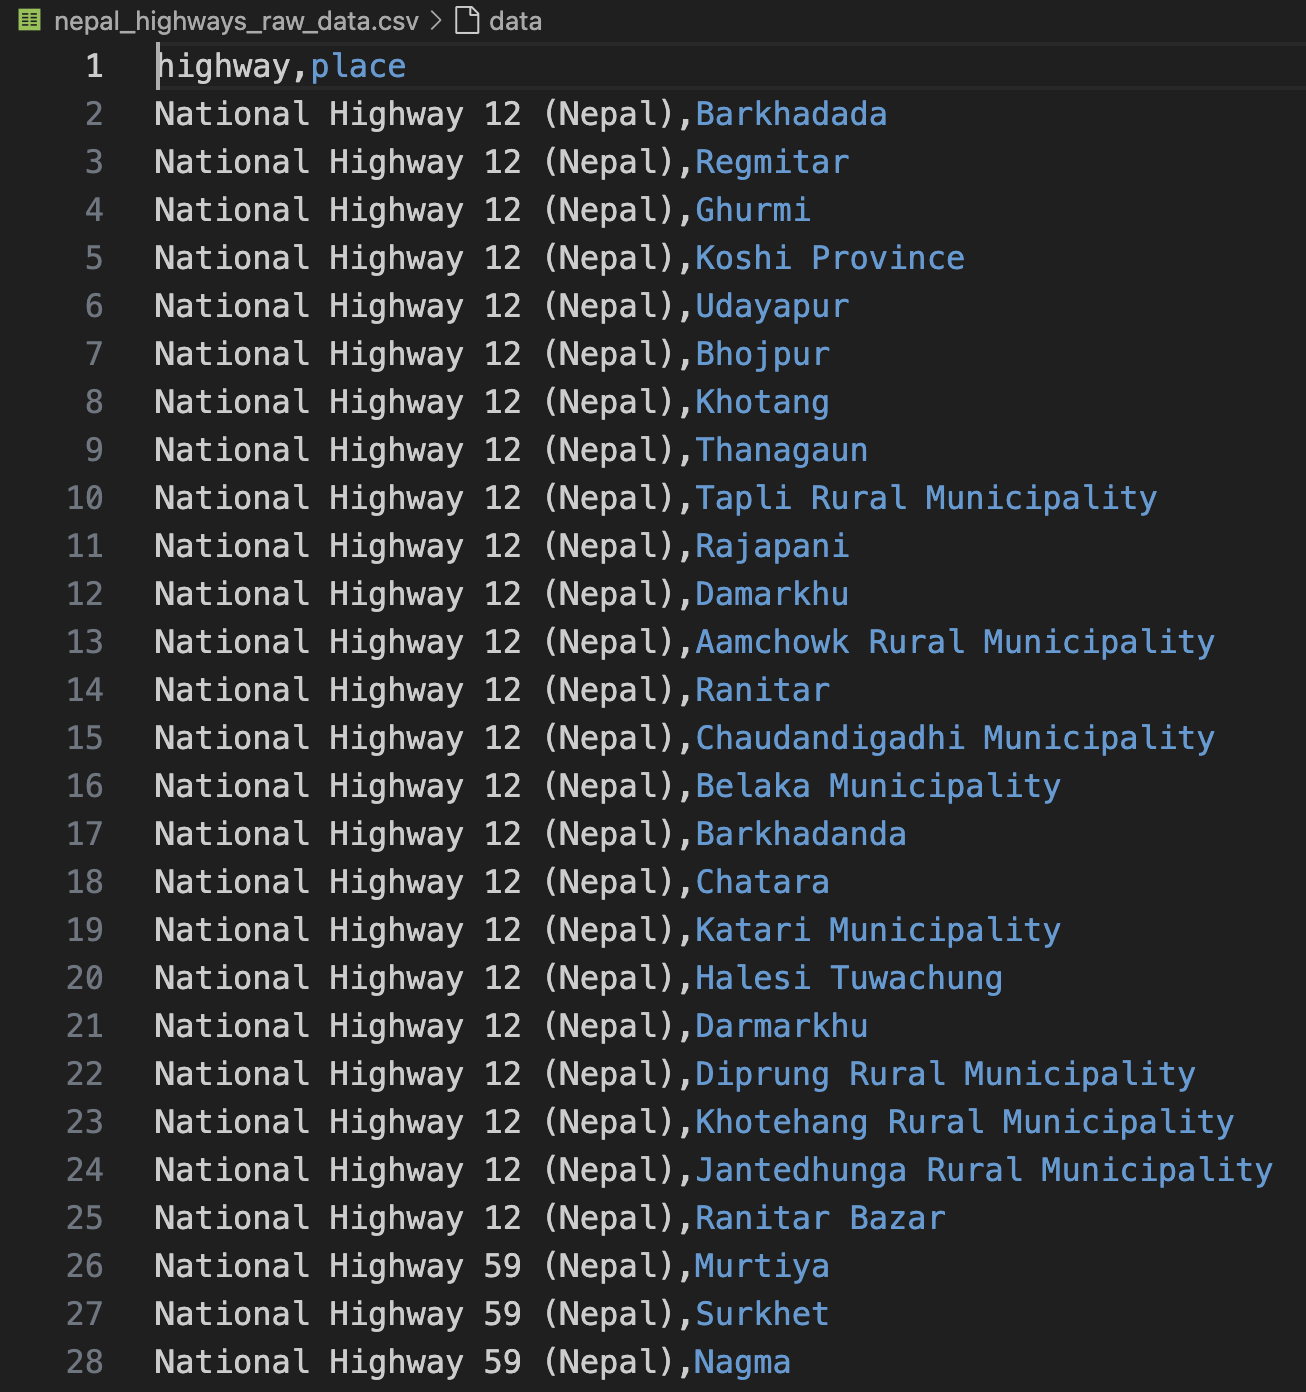 nepal_highways_raw_data.csv > data
1 highway,place
2 National Highway 12 (Nepal),Barkhadada
3 National Highway 12 (Nepal),Regmitar
4 National Highway 12 (Nepal),Ghurmi
5 National Highway 12 (Nepal),Koshi Province
6 National Highway 12 (Nepal),Udayapur
7 National Highway 12 (Nepal),Bhojpur
8 National Highway 12 (Nepal),Khotang
9 National Highway 12 (Nepal),Thanagaun
10 National Highway 12 (Nepal),Tapli Rural Municipality
11 National Highway 12 (Nepal),Rajapani
12 National Highway 12 (Nepal),Damarkhu
13 National Highway 12 (Nepal),Aamchowk Rural Municipality
14 National Highway 12 (Nepal),Ranitar
15 National Highway 12 (Nepal),Chaudandigadhi Municipality
16 National Highway 12 (Nepal),Belaka Municipality
17 National Highway 12 (Nepal),Barkhadanda
18 National Highway 12 (Nepal),Chatara
19 National Highway 12 (Nepal),Katari Municipality
20 National Highway 12 (Nepal),Halesi Tuwachung
21 National Highway 12 (Nepal),Darmarkhu
22 National Highway 12 (Nepal),Diprung Rural Municipality
23 National Highway 12 (Nepal),Khotehang Rural Municipality
24 National Highway 12 (Nepal),Jantedhunga Rural Municipality
25 National Highway 12 (Nepal),Ranitar Bazar
26 National Highway 59 (Nepal),Murtiya
27 National Highway 59 (Nepal),Surkhet
28 National Highway 59 (Nepal),Nagma